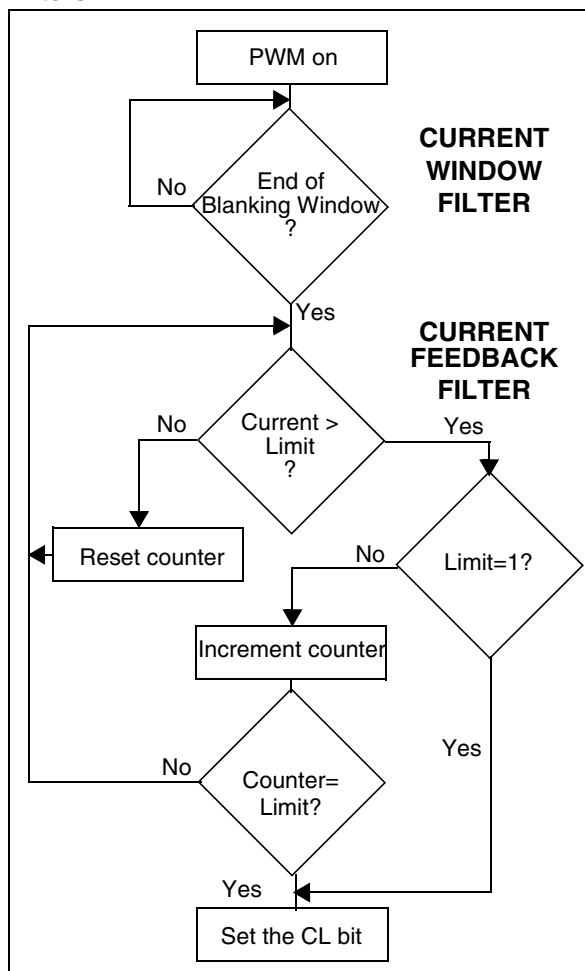 PWM on
CURRENT
WINDOW
FILTER
No
End of
Blanking Window
?
Yes
CURRENT
FEEDBACK
FILTER
No
Current >
Limit
?
Yes
Reset counter
No
Limit=1?
Increment counter
Yes
No
Counter=
Limit?
Yes
Set the CL bit